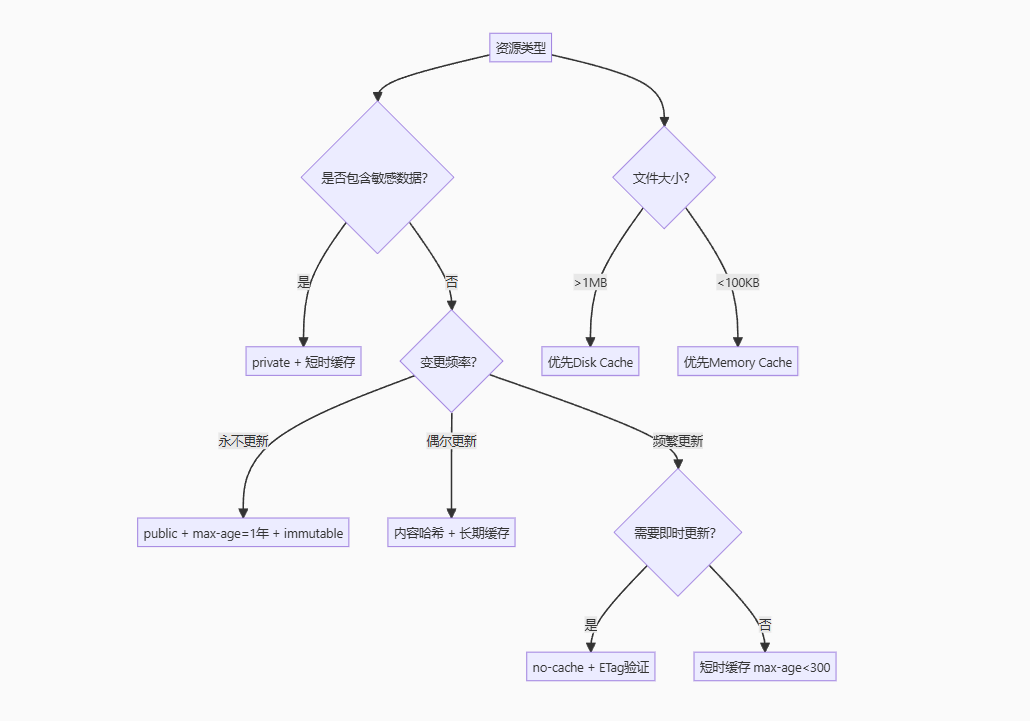 资源类型
是否包含敏感数据?
文件大小?
是
否
>1MB
<100KB
private + 短时缓存
变更频率?
优先Disk Cache
优先Memory Cache
永不更新
偶尔更新
频繁更新
public + max-age=1年 + immutable
内容哈希 + 长期缓存
需要即时更新?
是
否
no-cache + ETag验证
短时缓存 max-age<300